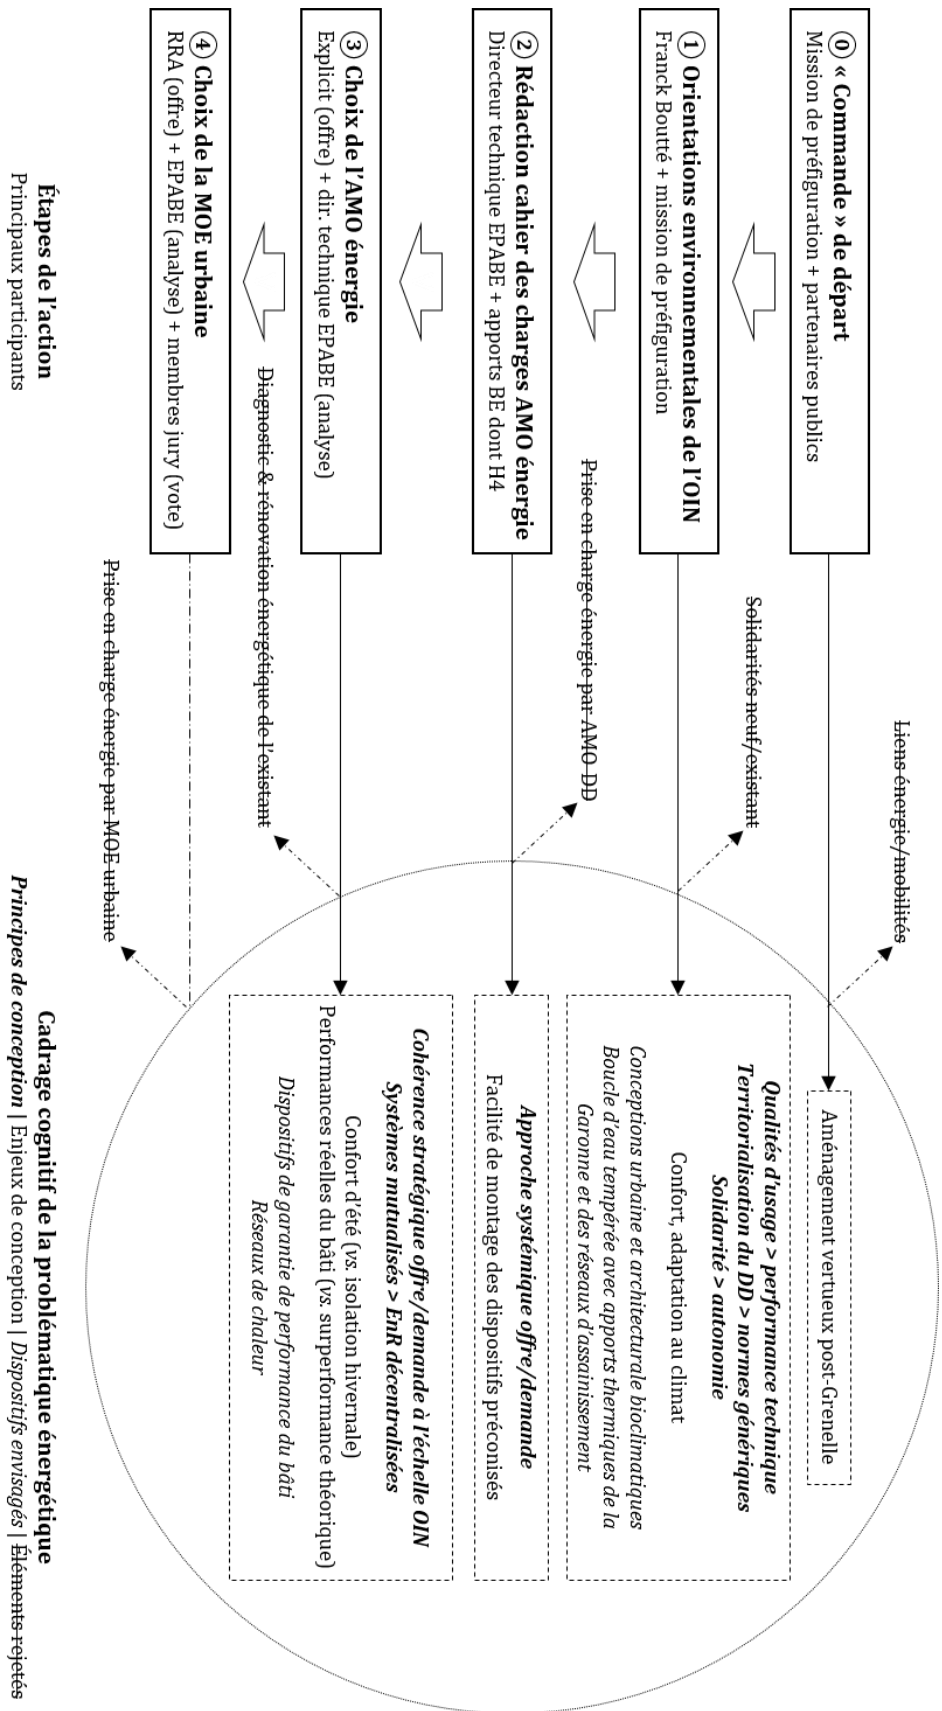 ⓪ « Commande » de départ
Mission de préfiguration + partenaires publics
① Orientations environnementales de l'OIN
Franck Boutté + mission de préfiguration
② Rédaction cahier des charges AMO énergie
Directeur technique EPABE + apports BE dont H4
③ Choix de l'AMO énergie
Explicit (offre) + dir. technique EPABE (analyse)
④ Choix de la MOE urbaine
RRA (offre) + EPABE (analyse) + membres jury (vote)
Étapes de l'action
Principaux participants
Liens énergie/mobilités
Solidarités neuf/existant
Prise en charge énergie par AMO DD
Diagnostic & rénovation énergétique de l'existant
Prise en charge énergie par MOE urbaine
Aménagement vertueux post-Grenelle
Qualités d'usage > performance technique
Territorialisation du DD > normes génériques
Solidarité > autonomie
Confort, adaptation au climat
Conceptions urbaine et architecturale bioclimatiques
Boucle d'eau tempérée avec apports thermiques de la
Garonne et des réseaux d'assainissement
Approche systémique offre/demande
Facilité de montage des dispositifs préconisés
Cohérence stratégique offre/demande à l'échelle OIN
Systèmes mutualisés > EnR décentralisées
Confort d'été (vs. isolation hivernale)
Performances réelles du bâti (vs. surperformance théorique)
Dispositifs de garantie de performance du bâti
Réseaux de chaleur
Cadrage cognitif de la problématique énergétique
Principes de conception | Enjeux de conception | Dispositifs envisagés | Éléments rejetés